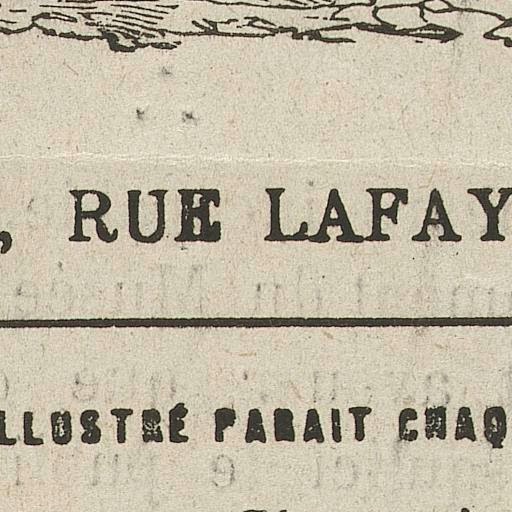 , RUE LAFAY
LLUSTRÉ PARAIT CHAQ